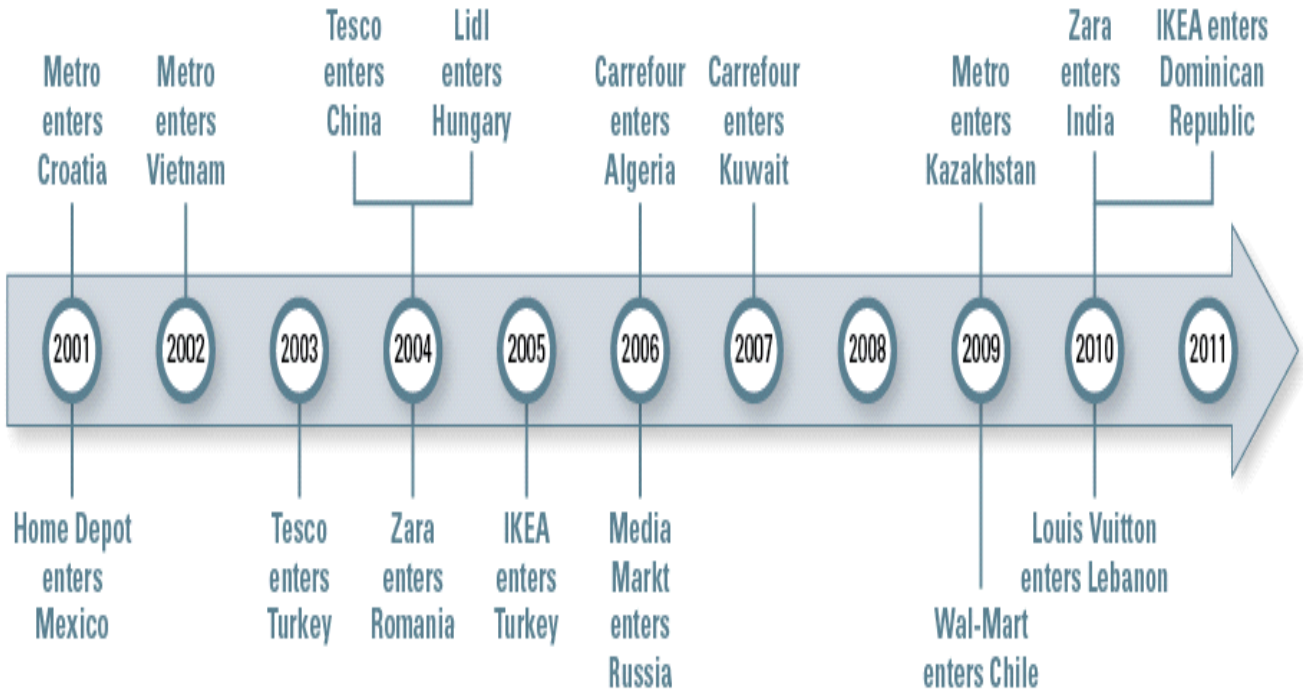 Metro
enters
Croatia
Metro
enters
Vietnam
Tesco
enters
China
Lidl
enters
Hungary
Carrefour
enters
Algeria
Carrefour
enters
Kuwait
Metro
enters
Kazakhstan
Zara
enters
India
IKEA enters
Dominican
Republic
2001
2002
2003
2004
2005
2006
2007
2008
2009
2010
2011
Home Depot
enters
Mexico
Tesco
enters
Turkey
Zara
enters
Romania
IKEA
enters
Turkey
Media
Markt
enters
Russia
Wal-Mart
enters Chile
Louis Vuitton
enters Lebanon